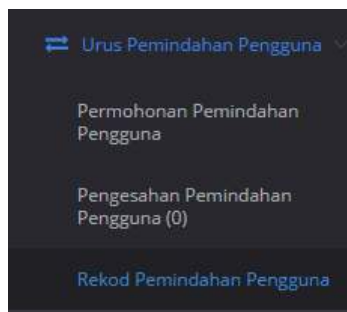 Urus Pemindahan Pengguna
Permohonan Pemindahan
Pengguna
Pengesahan Pemindahan
Pengguna (0)
Rekod Pemindahan Pengguna